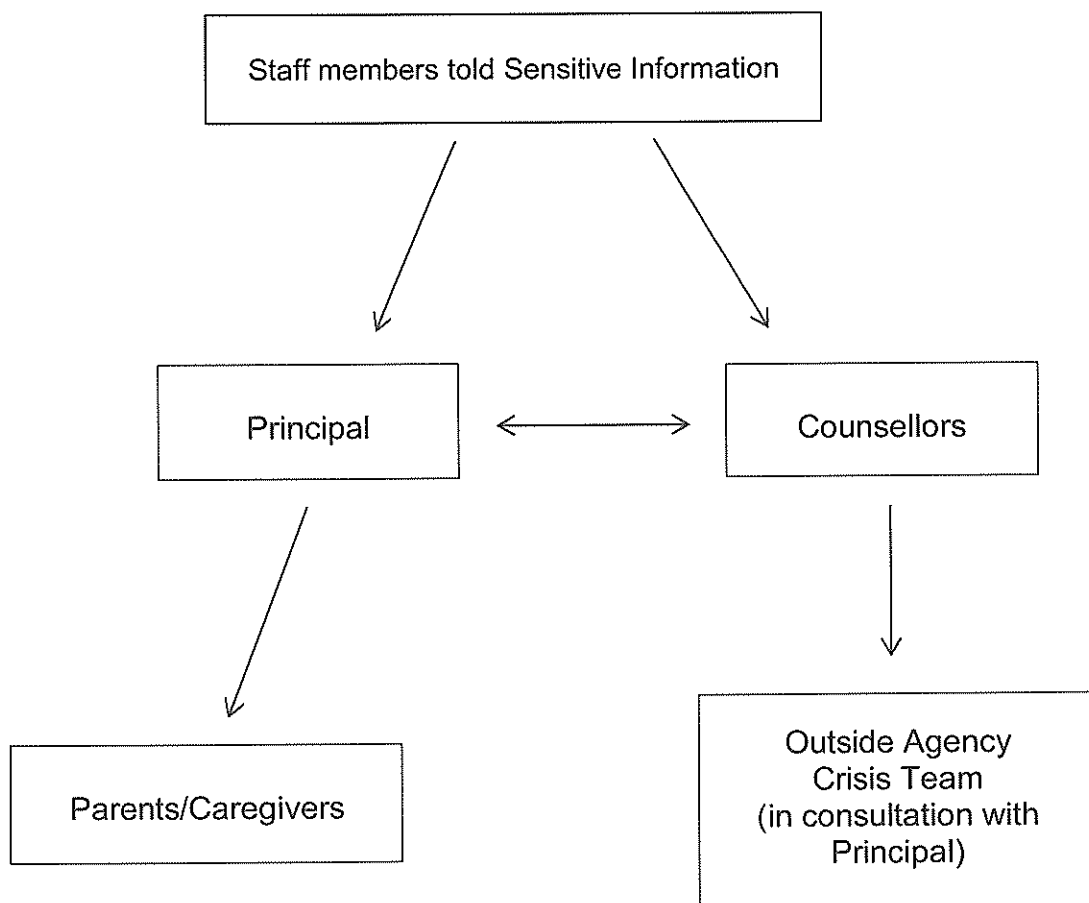 Staff members told Sensitive Information
Principal
Counsellors
Parents/Caregivers
Outside Agency
Crisis Team
(in consultation with
Principal)